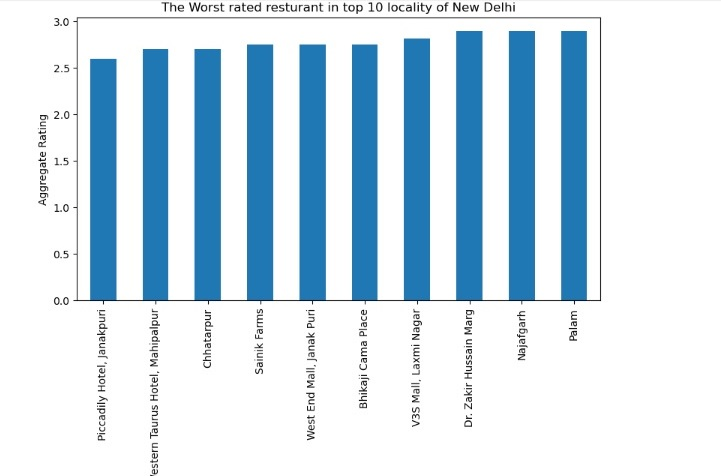 The Worst rated resturant in top 10 locality of New Delhi
Aggregate Rating
3.0
2.5
2.0
1.5
1.0
0.5
0.0
Piccadily Hotel, Janakpuri
estern Taurus Hotel, Mahipalpur
Chhatarpur
Sainik Farms
West End Mall, Janak Puri
Bhikaji Cama Place
V3S Mall, Laxmi Nagar
Dr. Zakir Hussain Marg
Najafgarh
Palam